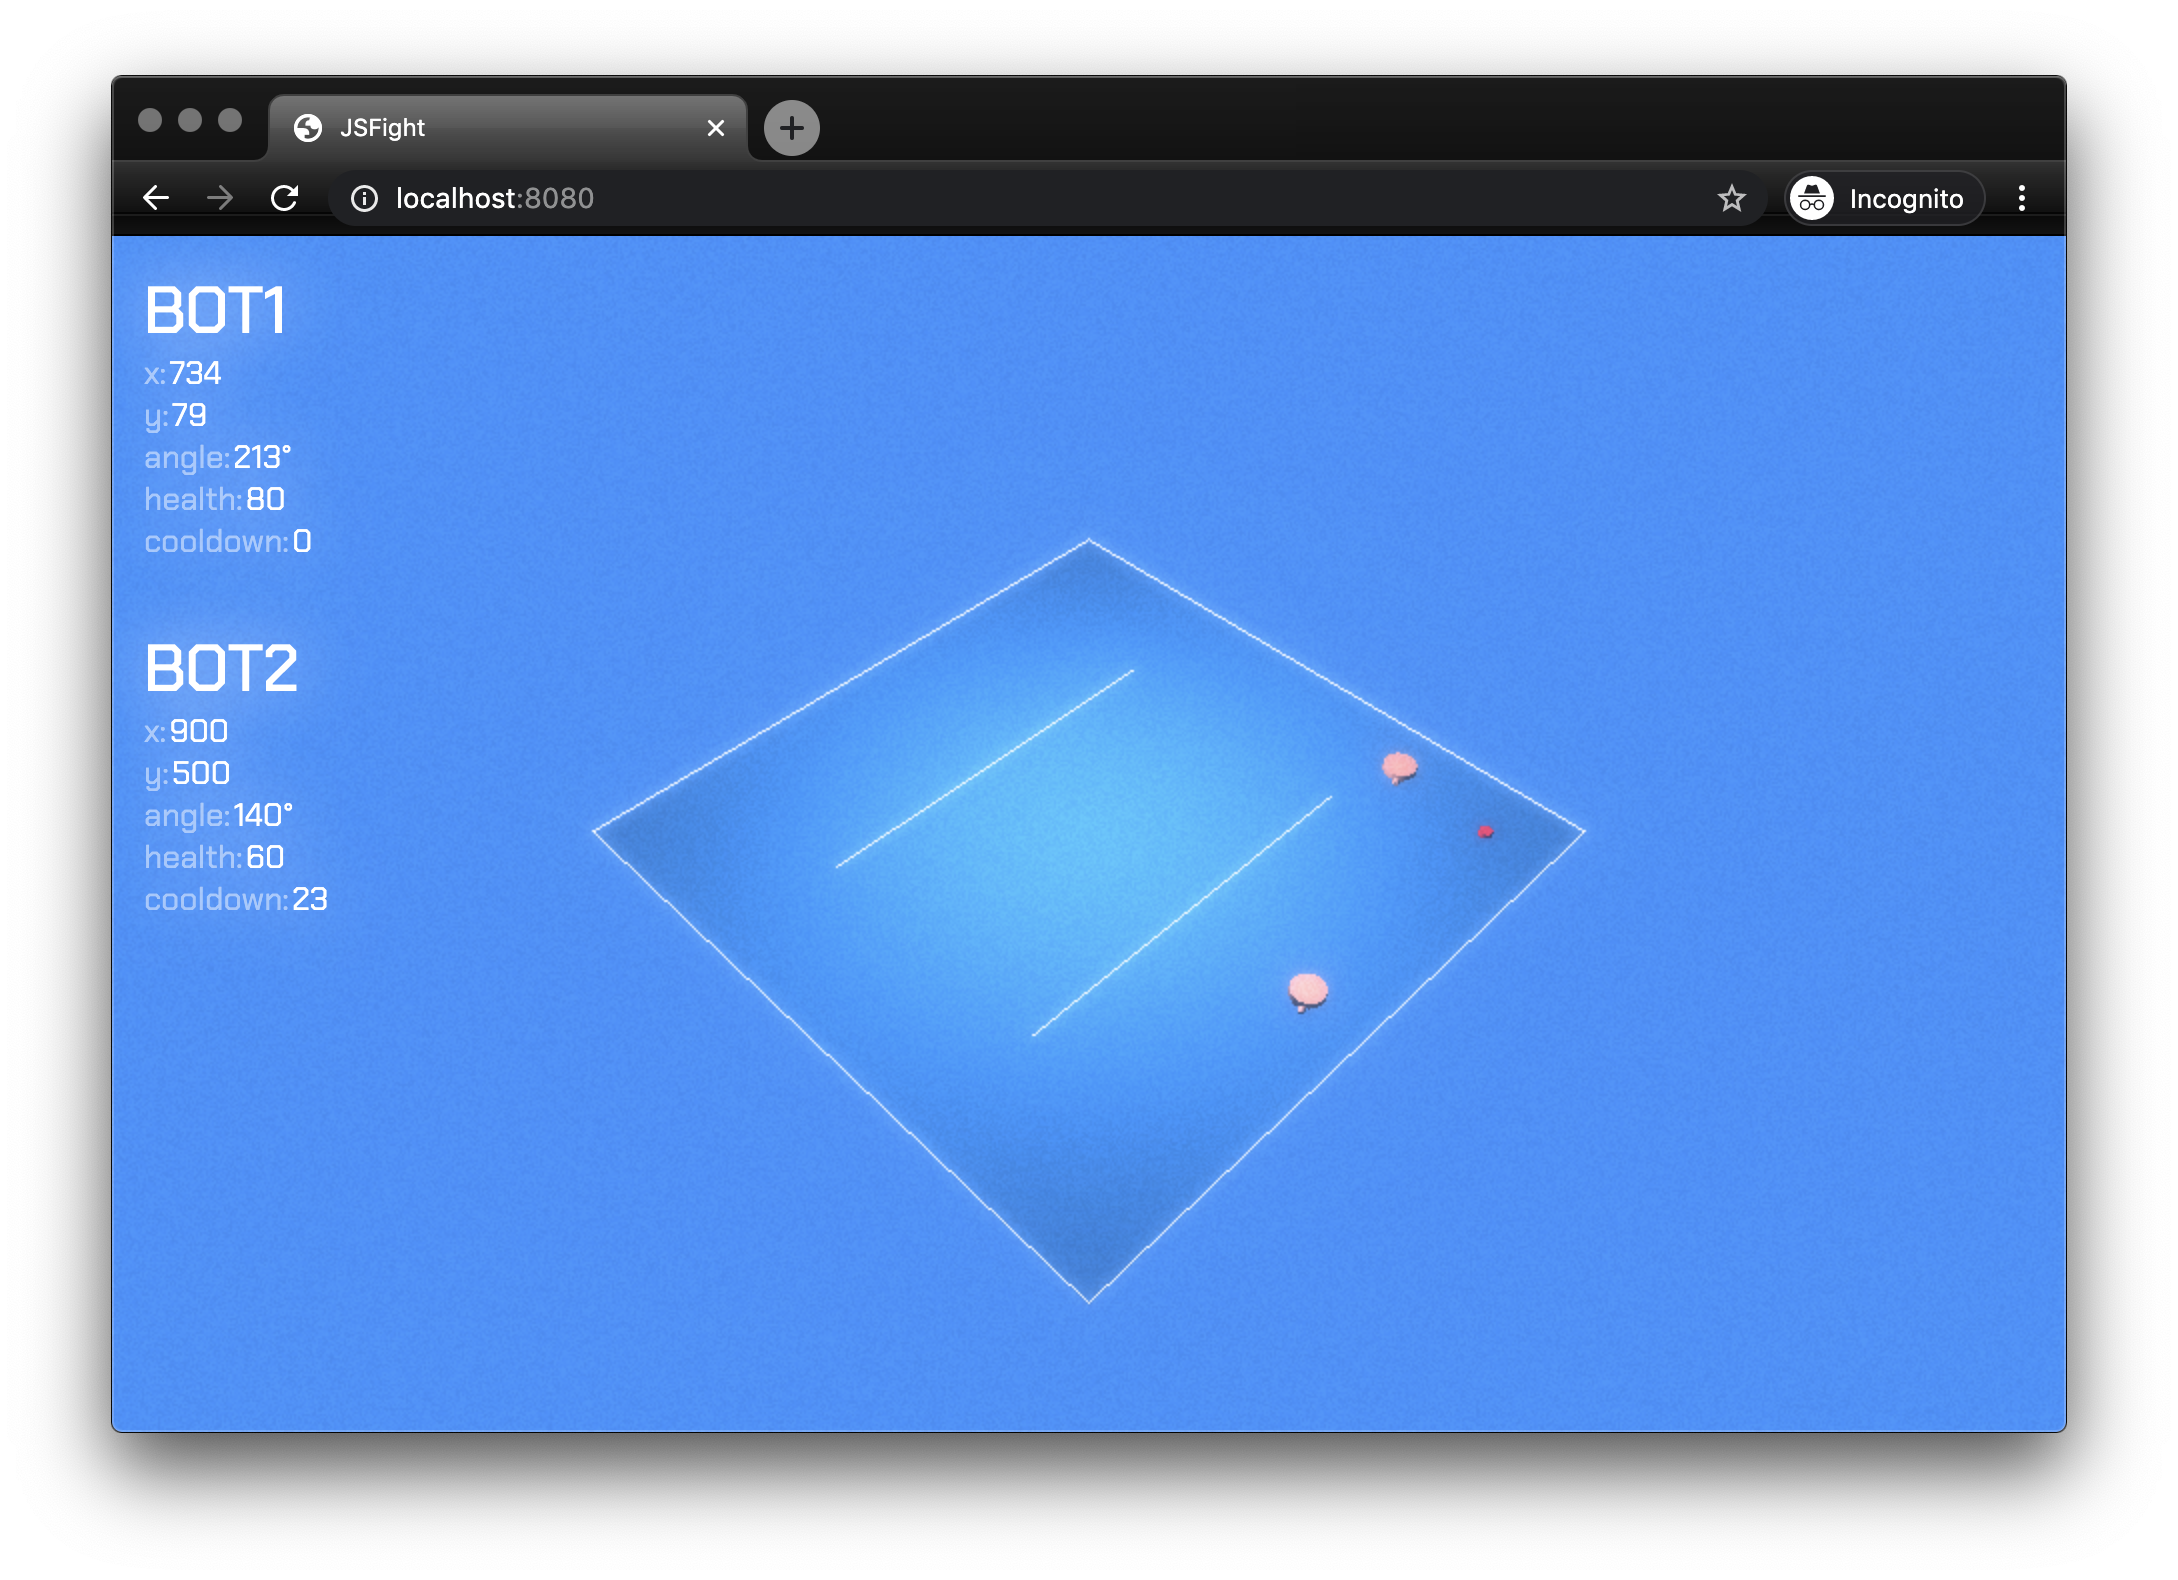 JSFight
localhost:8080
Incognito
BOT1
x:734
y:79
angle:213°
health:80
cooldown:0
BOT2
x:900
y:500
angle:140°
health:60
cooldown:23